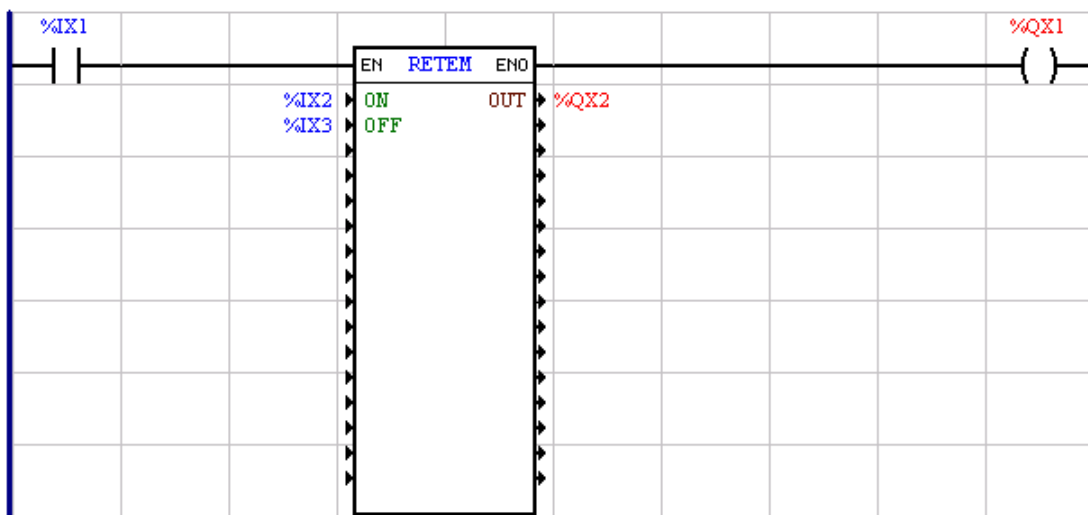 %IX1 %QX1
EN RETEM ENO
%IX2 ON OUT %QX2
%IX3 OFF